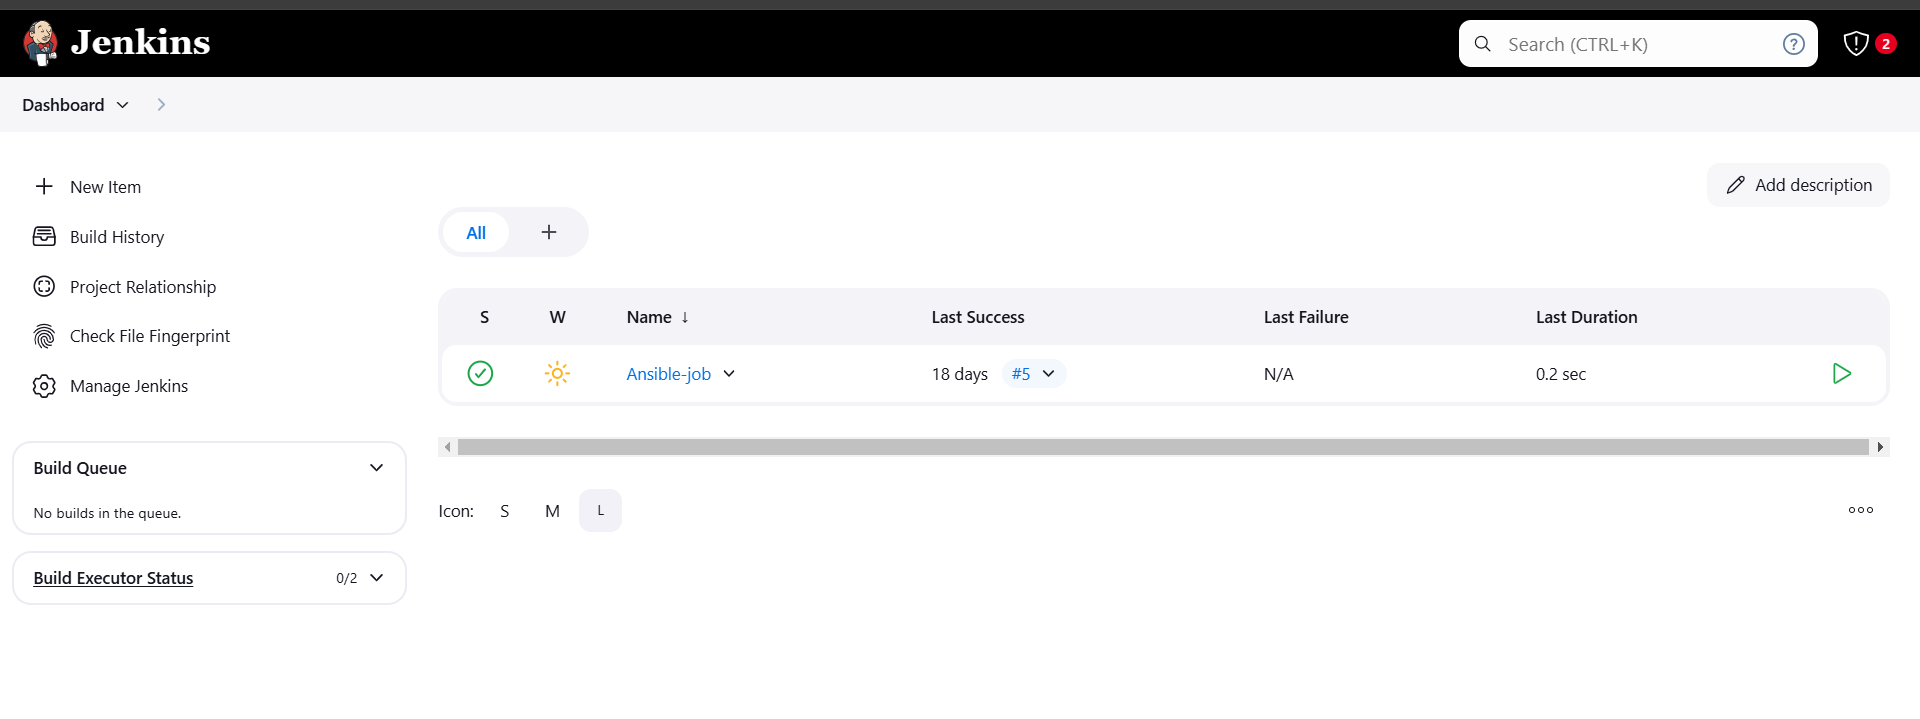 Jenkins
Search (CTRL+K)
2
Dashboard
New Item
Build History
Project Relationship
Check File Fingerprint
Manage Jenkins
Build Queue
No builds in the queue.
Build Executor Status 0/2
Add description
All
S W Name ↓ Last Success Last Failure Last Duration
Ansible-job 18 days #5 N/A 0.2 sec
Icon: S M L